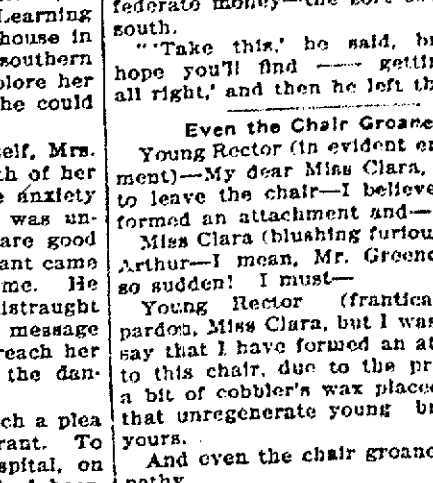 Learning
house in
southern
plore her
he could
self, Mrs.
th of her
e anxiety
was un-
are good
ant came
me. He
istraught
message
reach her
the dan-
ch a plea
rant. To
spital, on
federate money—the
south.
"'Take this,' he said,
hope you'll find —— gettin
all right,' and then he left th
Even the Chair Groane
Young Rector (in evident e
ment)—My dear Miss Clara,
to leave the chair—I believe
formed an attachment and—
Miss Clara (blushing furiou
Arthur—I mean, Mr. Greene
so sudden! I must—
Young Rector (frantica
pardon, Miss Clara, but I was
say that I have formed an at
to this chair, due to the pr
a bit of cobbler's wax placed
that unregenerate young b
yours.
And even the chair groaned
pathy.